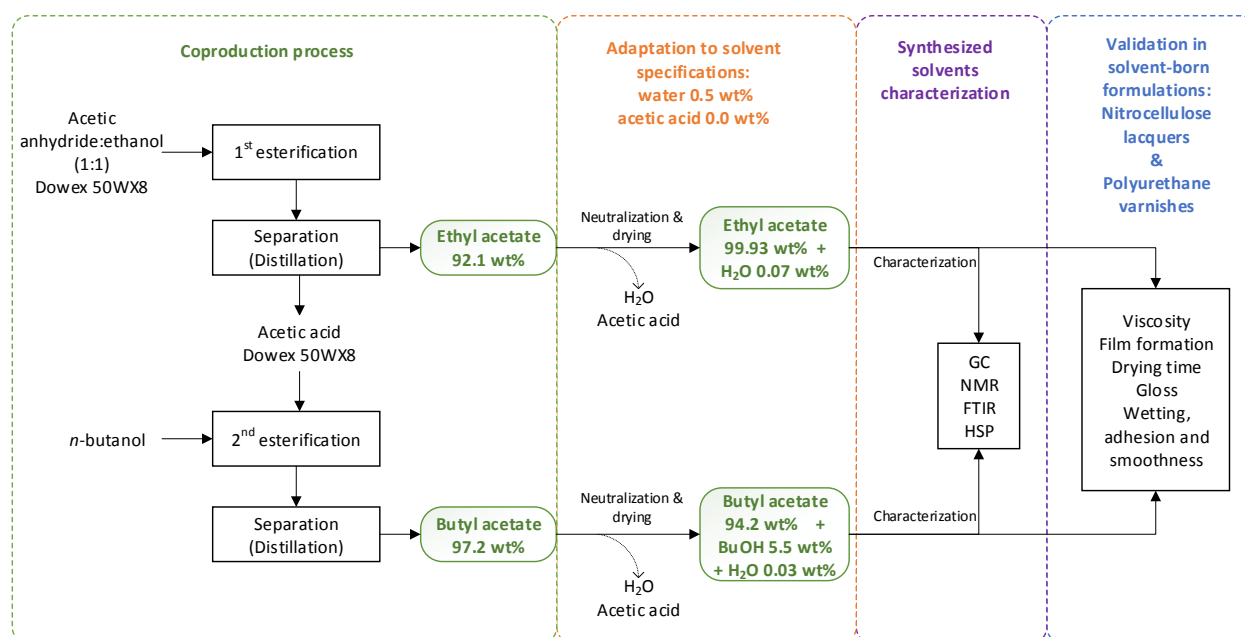 Coproduction process
Acetic
anhydride:ethanol
(1:1)
Dowex 50WX8
1st esterification
Separation
(Distillation)
Ethyl acetate
92.1 wt%
Acetic acid
Dowex 50WX8
n-butanol
2nd esterification
Separation
(Distillation)
Butyl acetate
97.2 wt%
Adaptation to solvent
specifications:
water 0.5 wt%
acetic acid 0.0 wt%
Neutralization &
drying
H₂O
Acetic acid
Ethyl acetate
99.93 wt% +
H₂O 0.07 wt%
Neutralization &
drying
H₂O
Acetic acid
Butyl acetate
94.2 wt% +
BuOH 5.5 wt%
+ H₂O 0.03 wt%
Synthesized
solvents
characterization
Characterization
GC
NMR
FTIR
HSP
Characterization
Validation in
solvent-born
formulations:
Nitrocellulose
lacquers
&
Polyurethane
varnishes
Viscosity
Film formation
Drying time
Gloss
Wetting,
adhesion and
smoothness